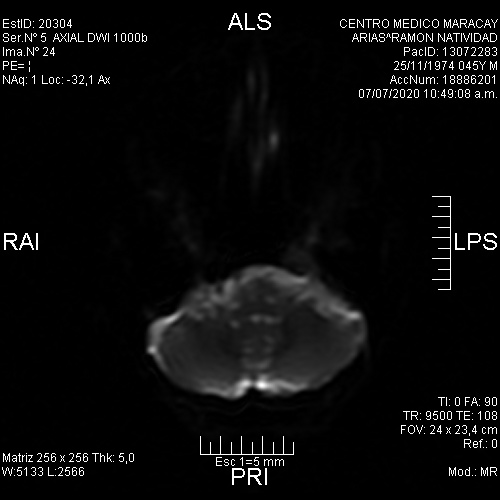 EstID: 20304
Ser.Nº 5 AXIAL DWI 1000b
Ima.Nº 24
PE= ¦
NAq: 1 Loc: -32,1 Ax
ALS
CENTRO MEDICO MARACAY
ARIAS^RAMON NATIVIDAD
PacID: 13072283
25/11/1974 045Y M
AccNum: 18886201
07/07/2020 10:49:08 a.m.
RAI
LPS
TI: 0 FA: 90
TR: 9500 TE: 108
FOV: 24 x 23,4 cm
Ref.: 0
Matriz 256 x 256 Thk: 5,0
W:5133 L:2566
Esc 1=5 mm
PRI
Mod.: MR